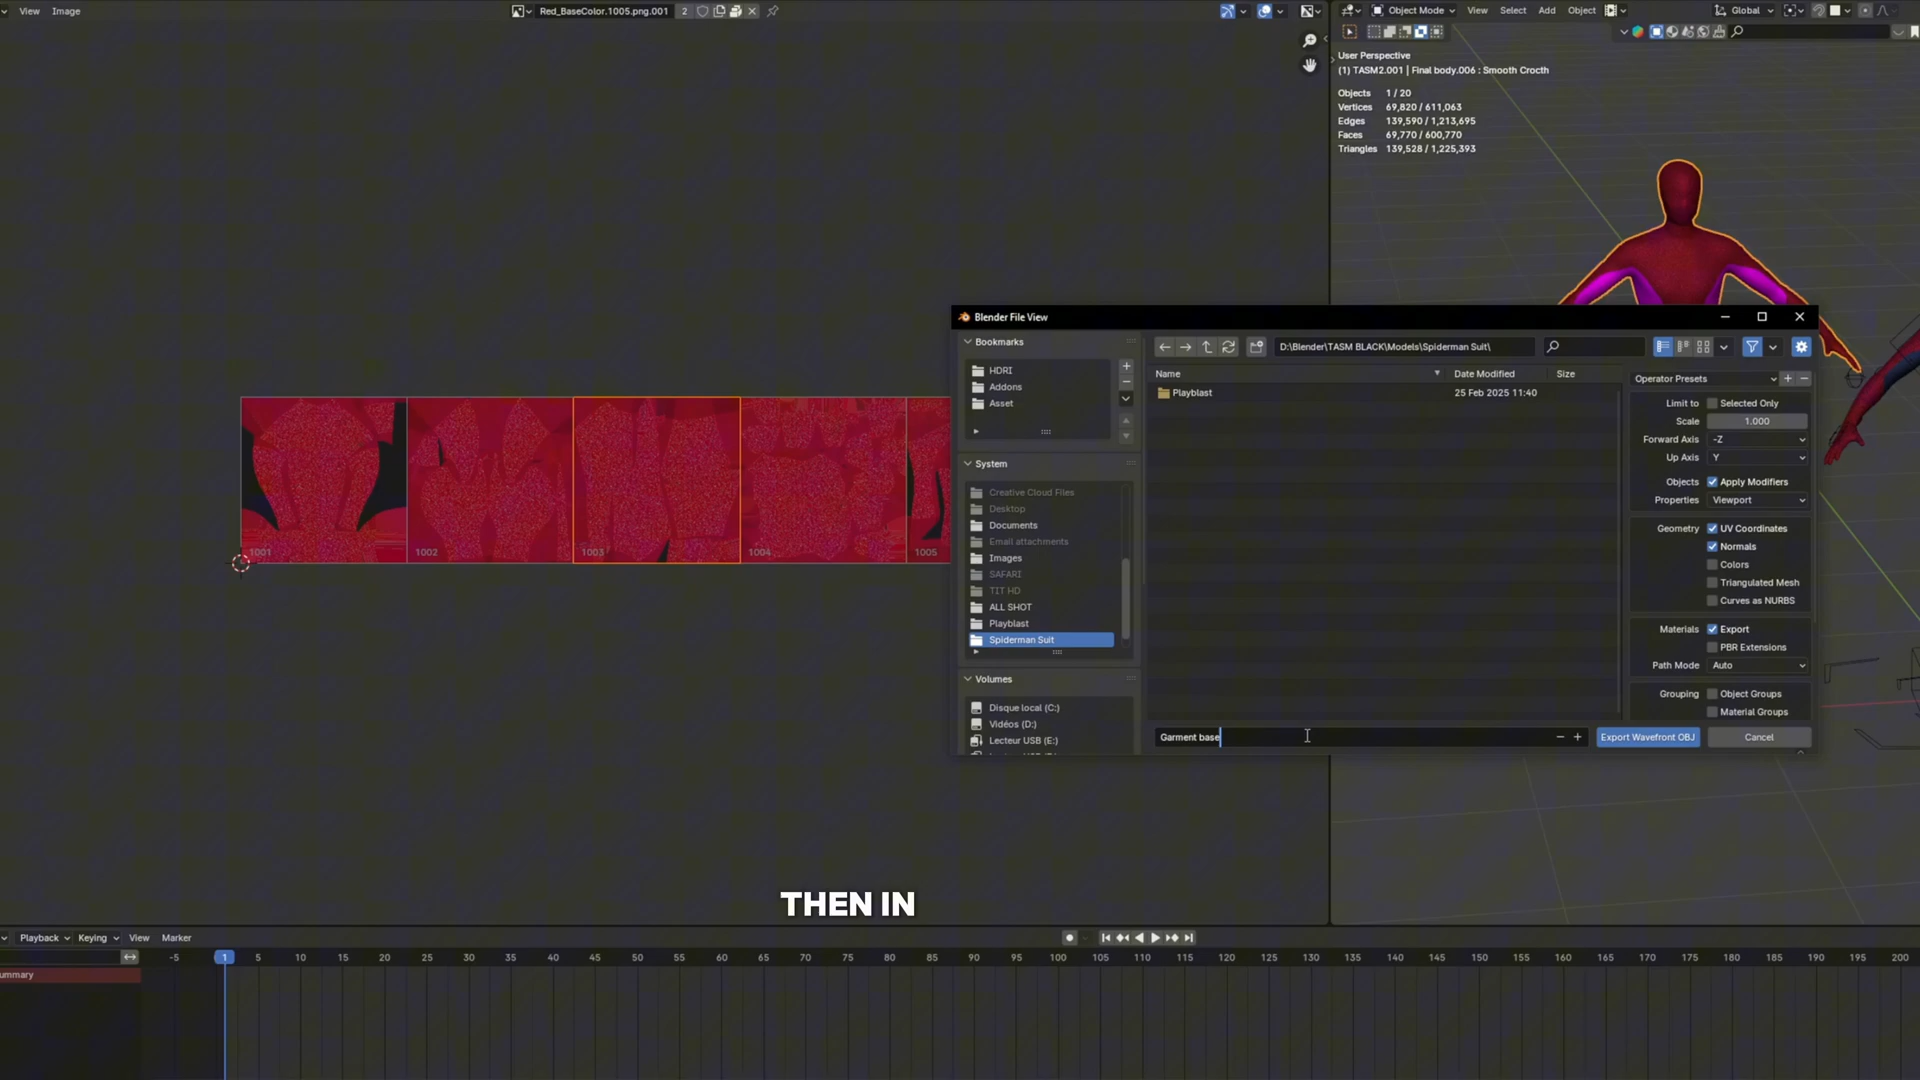 View Image
Red_BaseColor.1005.png.001 2
Object Mode View Select Add Object
Global
User Perspective
(1) TASM2.001 | Final body.006 : Smooth Crocth
Objects 1 / 20
Vertices 69,820 / 611,063
Edges 139,590 / 1,213,695
Faces 69,770 / 600,770
Triangles 139,528 / 1,225,393
1001
1002
1003
1004
1005
Blender File View
Bookmarks
HDRI
Addons
Asset
System
Creative Cloud Files
Desktop
Documents
Email attachments
Images
SAFARI
TIT HD
ALL SHOT
Playblast
Spiderman Suit
Volumes
Disque local (C:)
Vidéos (D:)
Lecteur USB (E:)
D:\Blender\TASM BLACK\Models\Spiderman Suit\
Name Date Modified Size
Playblast 25 Feb 2025 11:40
Operator Presets
Limit to Selected Only
Scale 1.000
Forward Axis -Z
Up Axis Y
Objects Apply Modifiers
Properties Viewport
Geometry UV Coordinates
Normals
Colors
Triangulated Mesh
Curves as NURBS
Materials Export
PBR Extensions
Path Mode Auto
Grouping Object Groups
Material Groups
Garment base
Export Wavefront OBJ Cancel
THEN IN
Playback Keying View Marker
-5 1 5 10 15 20 25 30 35 40 45 50 55 60 65 70 75 80 85 90 95 100 105 110 115 120 125 130 135 140 145 150 155 160 165 170 175 180 185 190 195 200
ummary